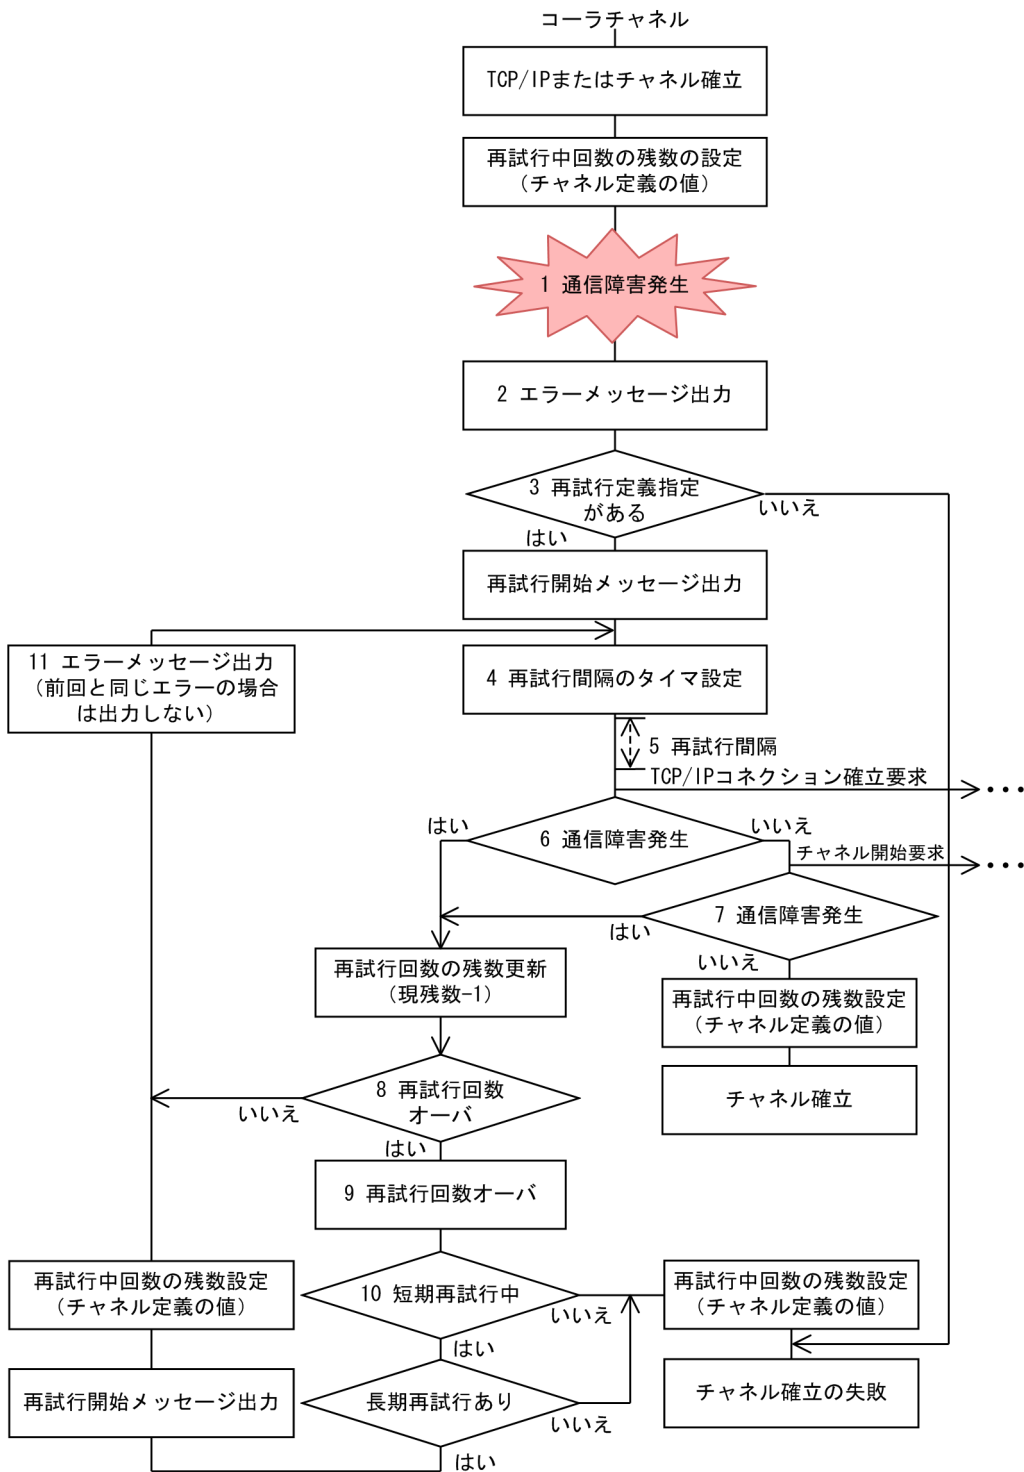 コーラチャネル
TCP/IPまたはチャネル確立
再試行中回数の残数の設定
（チャネル定義の値）
1 通信障害発生
2 エラーメッセージ出力
3 再試行定義指定
がある
いいえ
はい
再試行開始メッセージ出力
11 エラーメッセージ出力
（前回と同じエラーの場合
は出力しない）
4 再試行間隔のタイマ設定
5 再試行間隔
TCP/IPコネクション確立要求
・・・
はい
6 通信障害発生
いいえ
チャネル開始要求
・・・
7 通信障害発生
はい
いいえ
再試行回数の残数更新
（現残数-1）
再試行中回数の残数設定
（チャネル定義の値）
8 再試行回数
オーバ
いいえ
はい
チャネル確立
9 再試行回数オーバ
再試行中回数の残数設定
（チャネル定義の値）
10 短期再試行中
いいえ
はい
再試行中回数の残数設定
（チャネル定義の値）
再試行開始メッセージ出力
長期再試行あり
いいえ
はい
チャネル確立の失敗